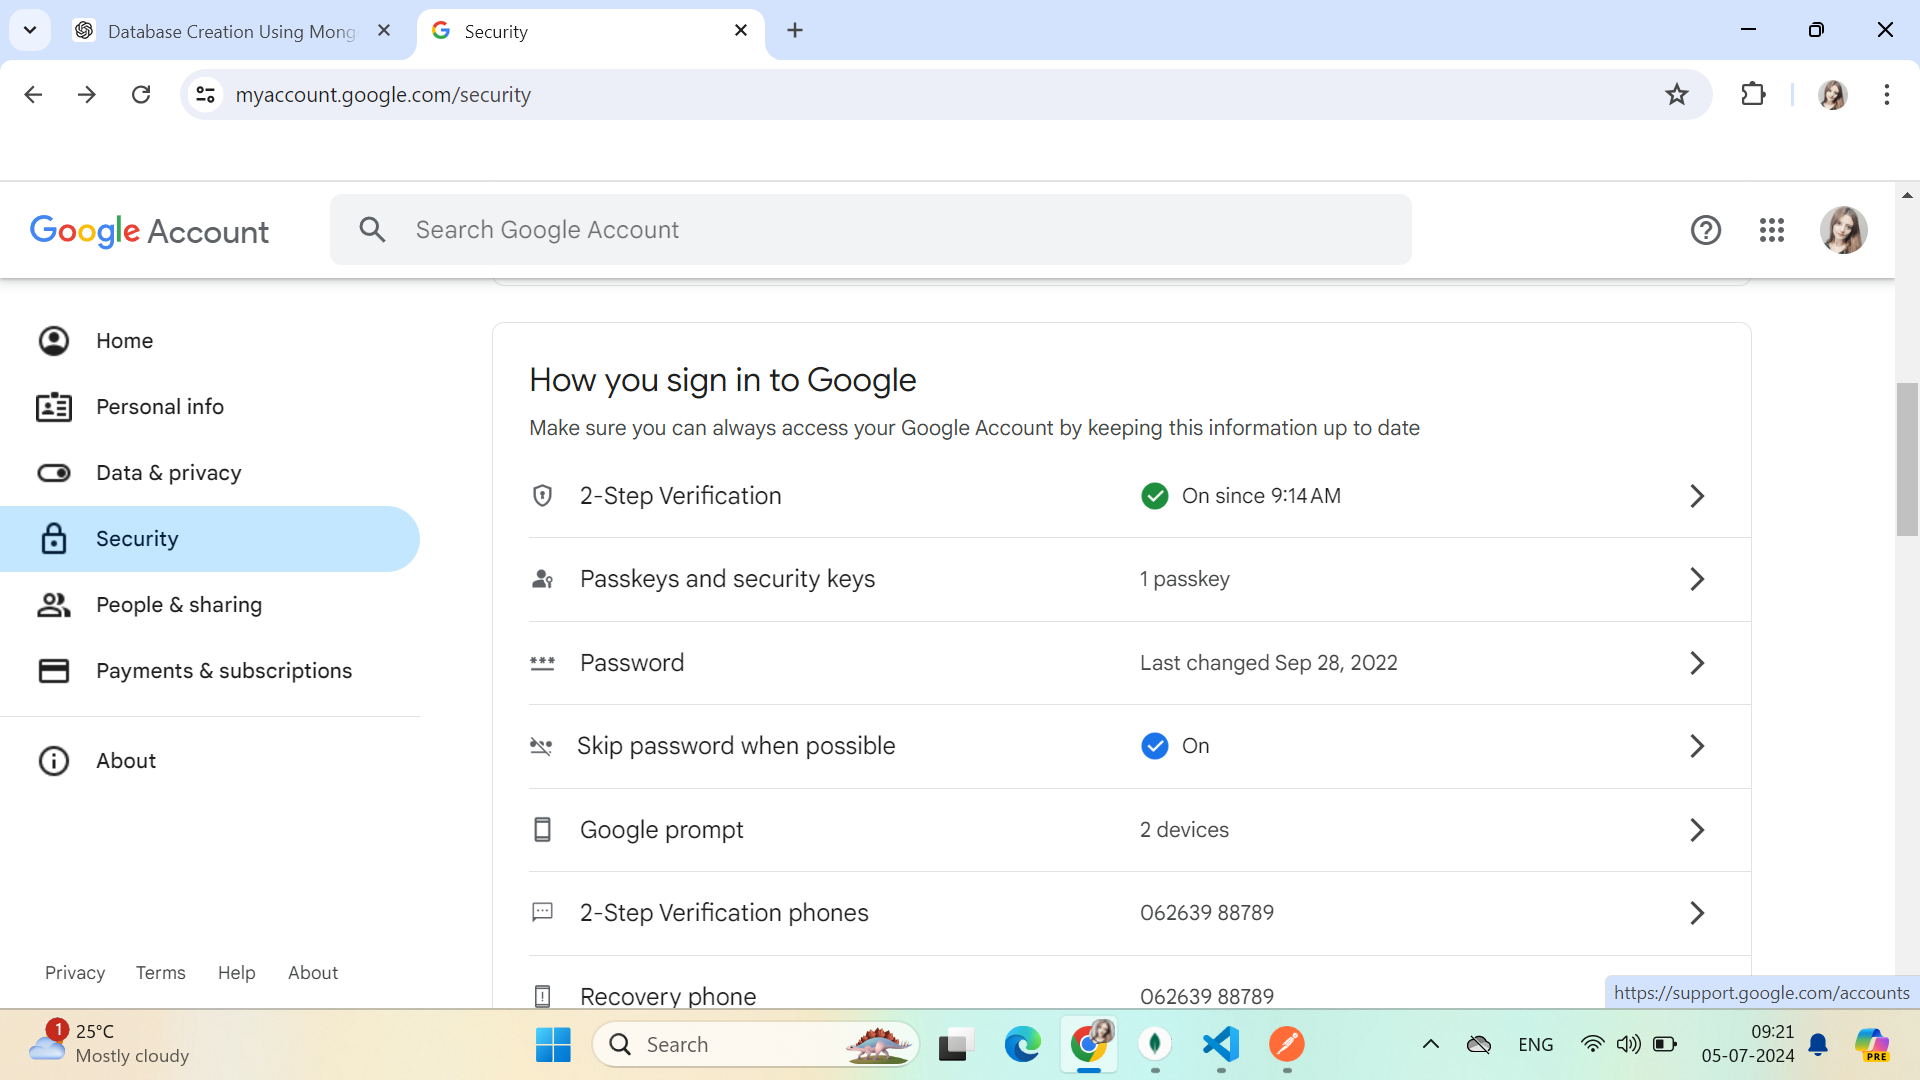 Database Creation Using Mong
Security
myaccount.google.com/security
Google Account
Search Google Account
Home
Personal info
Data & privacy
Security
People & sharing
Payments & subscriptions
About
Privacy Terms Help About
How you sign in to Google
Make sure you can always access your Google Account by keeping this information up to date
2-Step Verification On since 9:14 AM
Passkeys and security keys 1 passkey
Password Last changed Sep 28, 2022
Skip password when possible On
Google prompt 2 devices
2-Step Verification phones 062639 88789
Recovery phone 062639 88789
https://support.google.com/accounts
1
25°C
Mostly cloudy
Search
ENG
09:21
05-07-2024
PRE